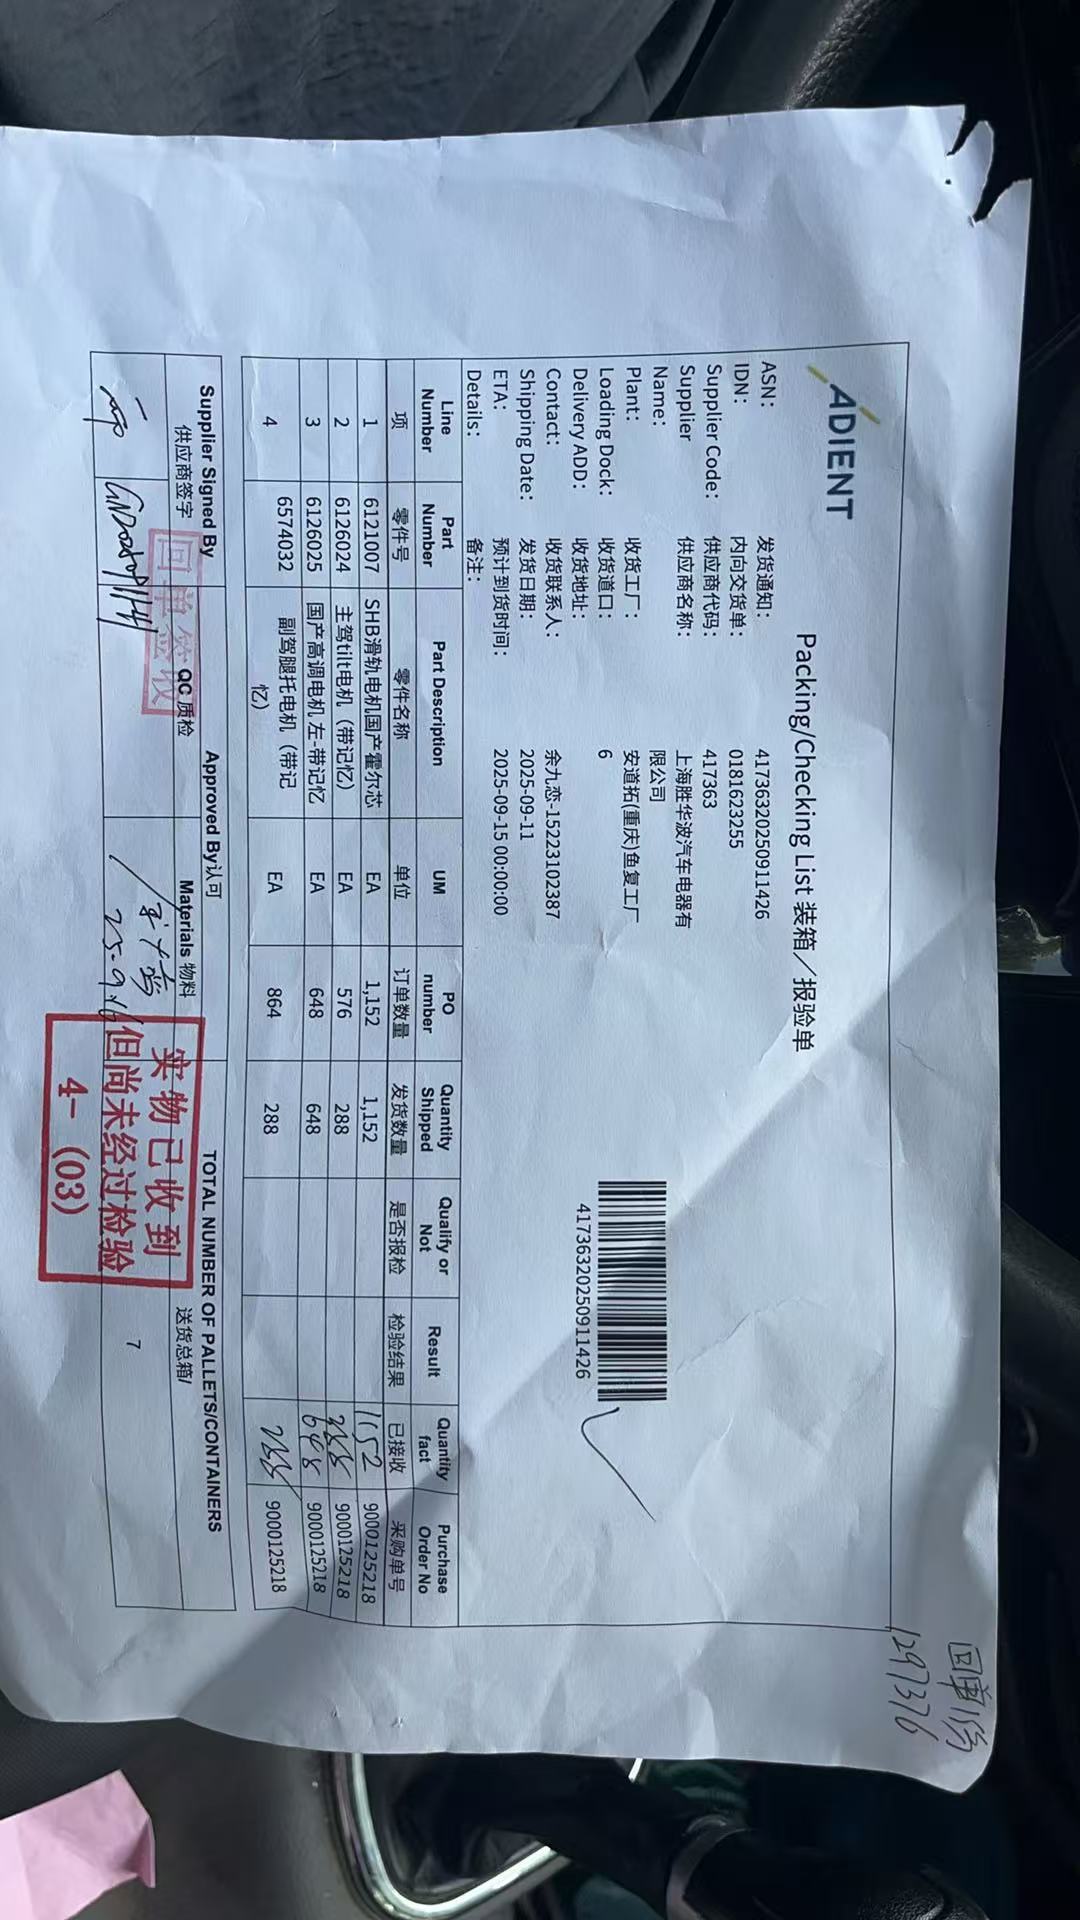 回单1份
129376
ADIENT
Packing/Checking List 装箱／报验单
ASN: 发货通知: 41736320250911426
IDN: 内向交货单: 0181623255
Supplier Code: 供应商代码: 417363
Supplier Name: 供应商名称: 上海胜华波汽车电器有限公司
Plant: 收货工厂: 安道拓(重庆)鱼复工厂
Loading Dock: 收货道口: 6
Delivery ADD: 收货地址:
Contact: 收货联系人: 余九恋-15223102387
Shipping Date: 发货日期: 2025-09-11
ETA: 预计到货时间: 2025-09-15 00:00:00
Details: 备注:
41736320250911426
Line Number Part Number Part Description UM PO number Quantity Shipped Qualify or Not Result Quantity fact Purchase Order No
项 零件号 零件名称 单位 订单数量 发货数量 是否报检 检验结果 已接收 采购单号
1 6121007 SHB滑轨电机国产霍尔芯 EA 1,152 1,152 1152 9000125218
2 6126024 主驾tilt电机（带记忆） EA 576 288 288 9000125218
3 6126025 国产高调电机 左-带记忆 EA 648 648 648 9000125218
4 6574032 副驾腿托电机（带记忆） EA 864 288 288 9000125218
Supplier Signed By Approved By认可 TOTAL NUMBER OF PALLETS/CONTAINERS
供应商签字 QC 质检 Materials 物料 送货总箱/
7
回单签收
25.9.16
实物已收到
但尚未经过检验
4-（03）